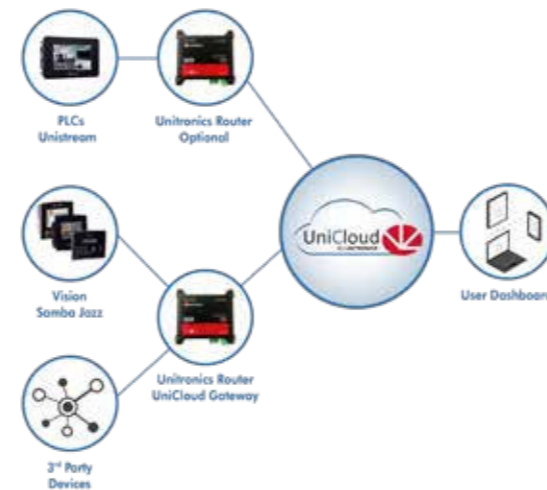 PLCs
Unistream
Unitronics Router
Optional
UniCloud
User Dashboard
Vision
Samba Jazz
Unitronics Router
UniCloud Gateway
3rd Party
Devices